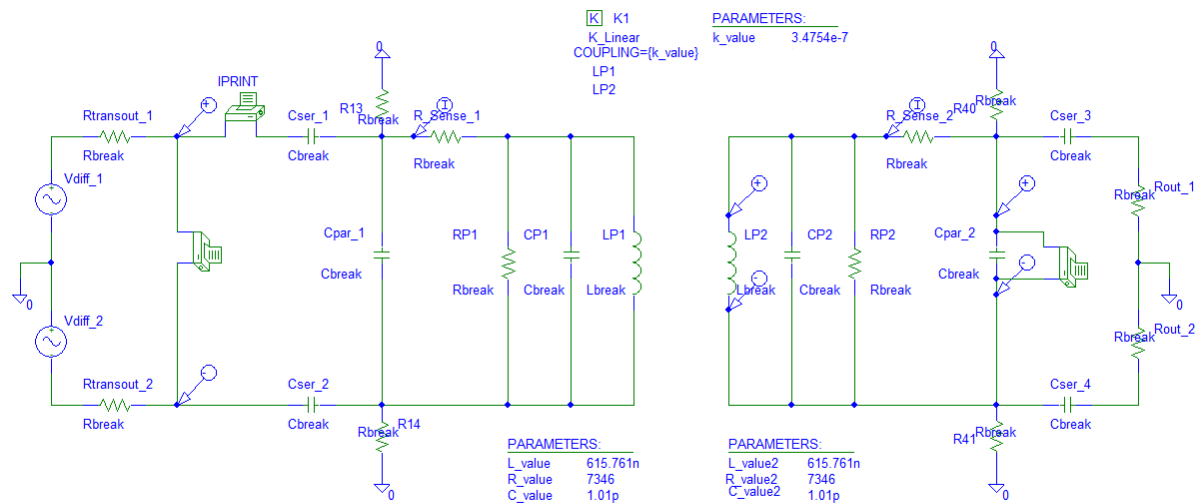 K K1
K_Linear
COUPLING={k_value}
LP1
LP2
PARAMETERS:
k_value 3.4754e-7
0
0
IPRINT
Rtransout_1
Rbreak
Cser_1
Cbreak
R13
Rbreak
R_Sense_1
I
Rbreak
R_Sense_2
I
Rbreak
R40
Rbreak
Cser_3
Cbreak
Vdiff_1
+
-
+
Cpar_1
Cbreak
RP1
Rbreak
CP1
Cbreak
LP1
Lbreak
LP2
Lbreak
+
-
CP2
Cbreak
RP2
Rbreak
Cpar_2
Cbreak
+
-
Rbreak
Rout_1
0
0
Vdiff_2
+
-
Rbreak
Rout_2
Rtransout_2
Rbreak
-
Cser_2
Cbreak
Rbreak
R14
0
R41
Rbreak
0
Cser_4
Cbreak
PARAMETERS:
L_value 615.761n
R_value 7346
C_value 1.01p
PARAMETERS:
L_value2 615.761n
R_value2 7346
C_value2 1.01p